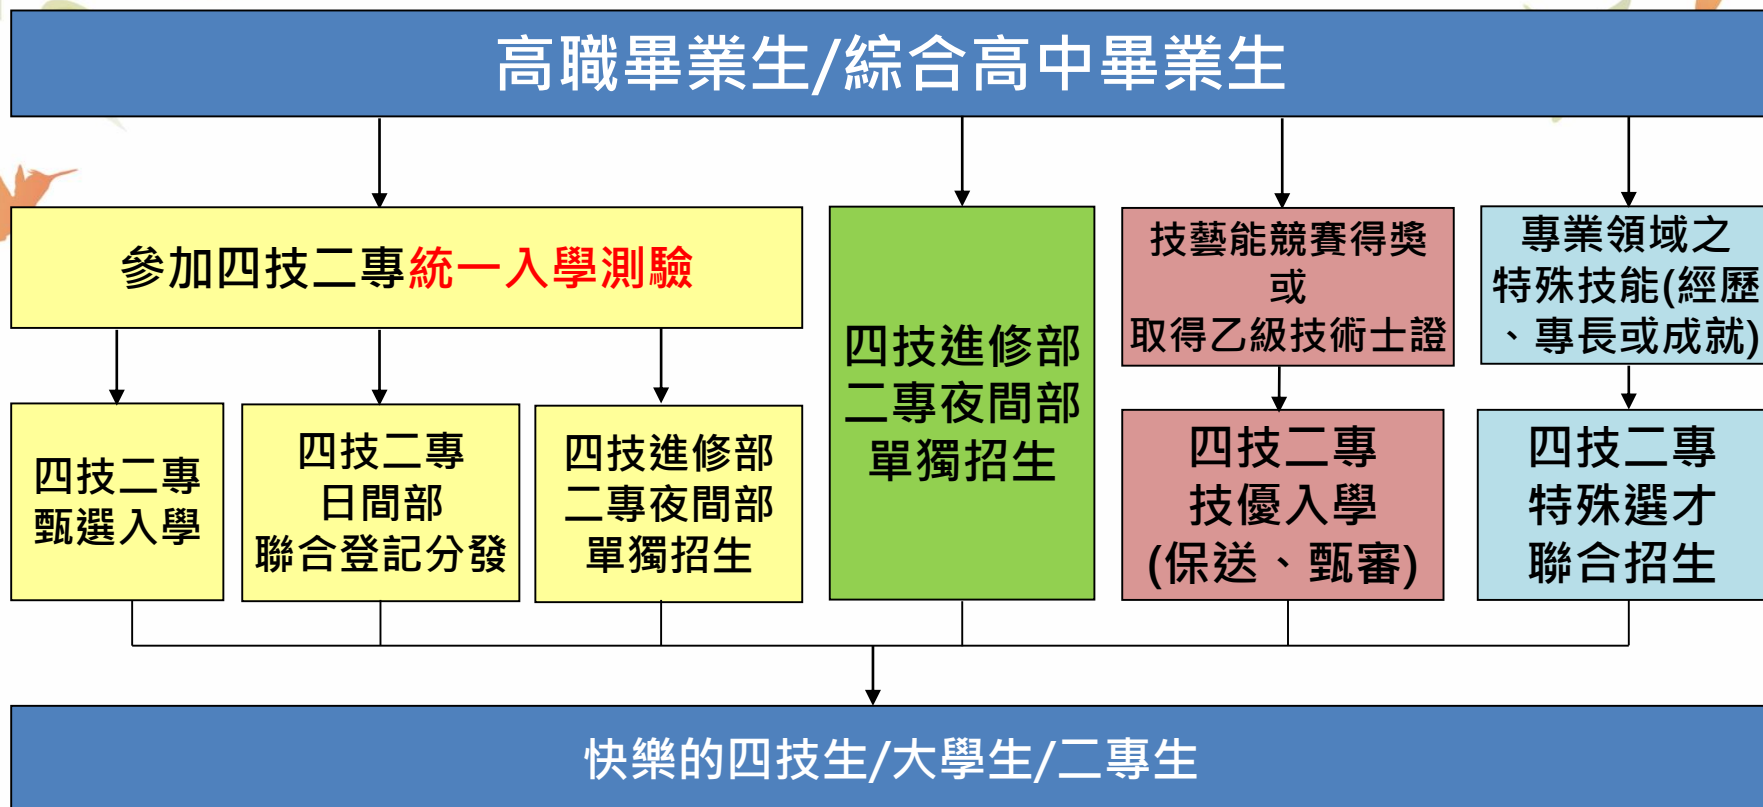 高職畢業生/綜合高中畢業生
參加四技二專統一入學測驗
四技二專
甄選入學
四技二專
日間部
聯合登記分發
四技進修部
二專夜間部
單獨招生
四技進修部
二專夜間部
單獨招生
技藝能競賽得獎
或
取得乙級技術士證
四技二專
技優入學
(保送、甄審)
專業領域之
特殊技能(經歷
、專長或成就)
四技二專
特殊選才
聯合招生
快樂的四技生/大學生/二專生